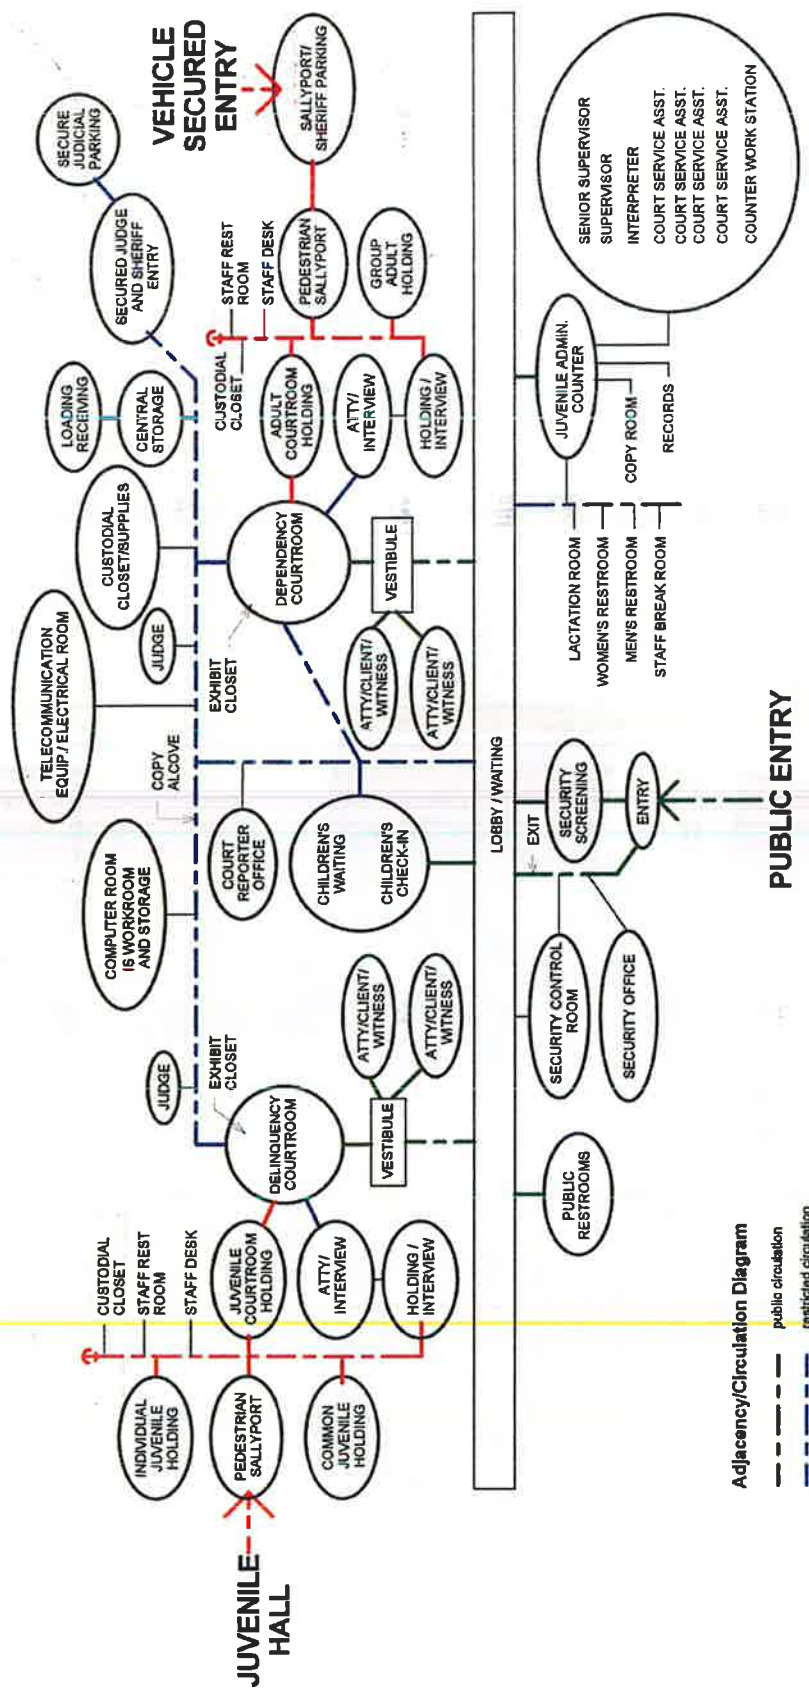 JUVENILE
HALL
INDIVIDUAL
JUVENILE
HOLDING
PEDESTRIAN
SALLYPORT
COMMON
JUVENILE
HOLDING
CUSTODIAL
CLOSET
STAFF REST
ROOM
STAFF DESK
JUVENILE
COURTROOM
HOLDING
ATTY/
INTERVIEW
HOLDING /
INTERVIEW
JUDGE
EXHIBIT
CLOSET
DELINQUENCY
COURTROOM
VESTIBULE
ATTY/CLIENT/
WITNESS
ATTY/CLIENT/
WITNESS
COMPUTER ROOM
IS WORKROOM
AND STORAGE
COPY
ALCOVE
COURT
REPORTER
OFFICE
CHILDREN'S
WAITING
CHILDREN'S
CHECK-IN
TELECOMMUNICATION
EQUIP./ ELECTRICAL ROOM
JUDGE
EXHIBIT
CLOSET
CUSTODIAL
CLOSET/SUPPLIES
DEPENDENCY
COURTROOM
VESTIBULE
ATTY/CLIENT/
WITNESS
ATTY/CLIENT/
WITNESS
LOADING
RECEIVING
CENTRAL
STORAGE
SECURED JUDGE
AND SHERIFF
ENTRY
SECURE
JUDICIAL
PARKING
VEHICLE
SECURED
ENTRY
SALLYPORT/
SHERIFF PARKING
CUSTODIAL
CLOSET
STAFF REST
ROOM
STAFF DESK
ADULT
COURTROOM
HOLDING
ATTY/
INTERVIEW
HOLDING /
INTERVIEW
PEDESTRIAN
SALLYPORT
GROUP
ADULT
HOLDING
LOBBY / WAITING
PUBLIC
RESTROOMS
SECURITY CONTROL
ROOM
SECURITY OFFICE
EXIT
SECURITY
SCREENING
ENTRY
PUBLIC ENTRY
LACTATION ROOM
WOMEN'S RESTROOM
MEN'S RESTROOM
STAFF BREAK ROOM
JUVENILE ADMIN.
COUNTER
COPY ROOM
RECORDS
SENIOR SUPERVISOR
SUPERVISOR
INTERPRETER
COURT SERVICE ASST.
COURT SERVICE ASST.
COURT SERVICE ASST.
COURT SERVICE ASST.
COUNTER WORK STATION
Adjacency/Circulation Diagram
public circulation
restricted circulation